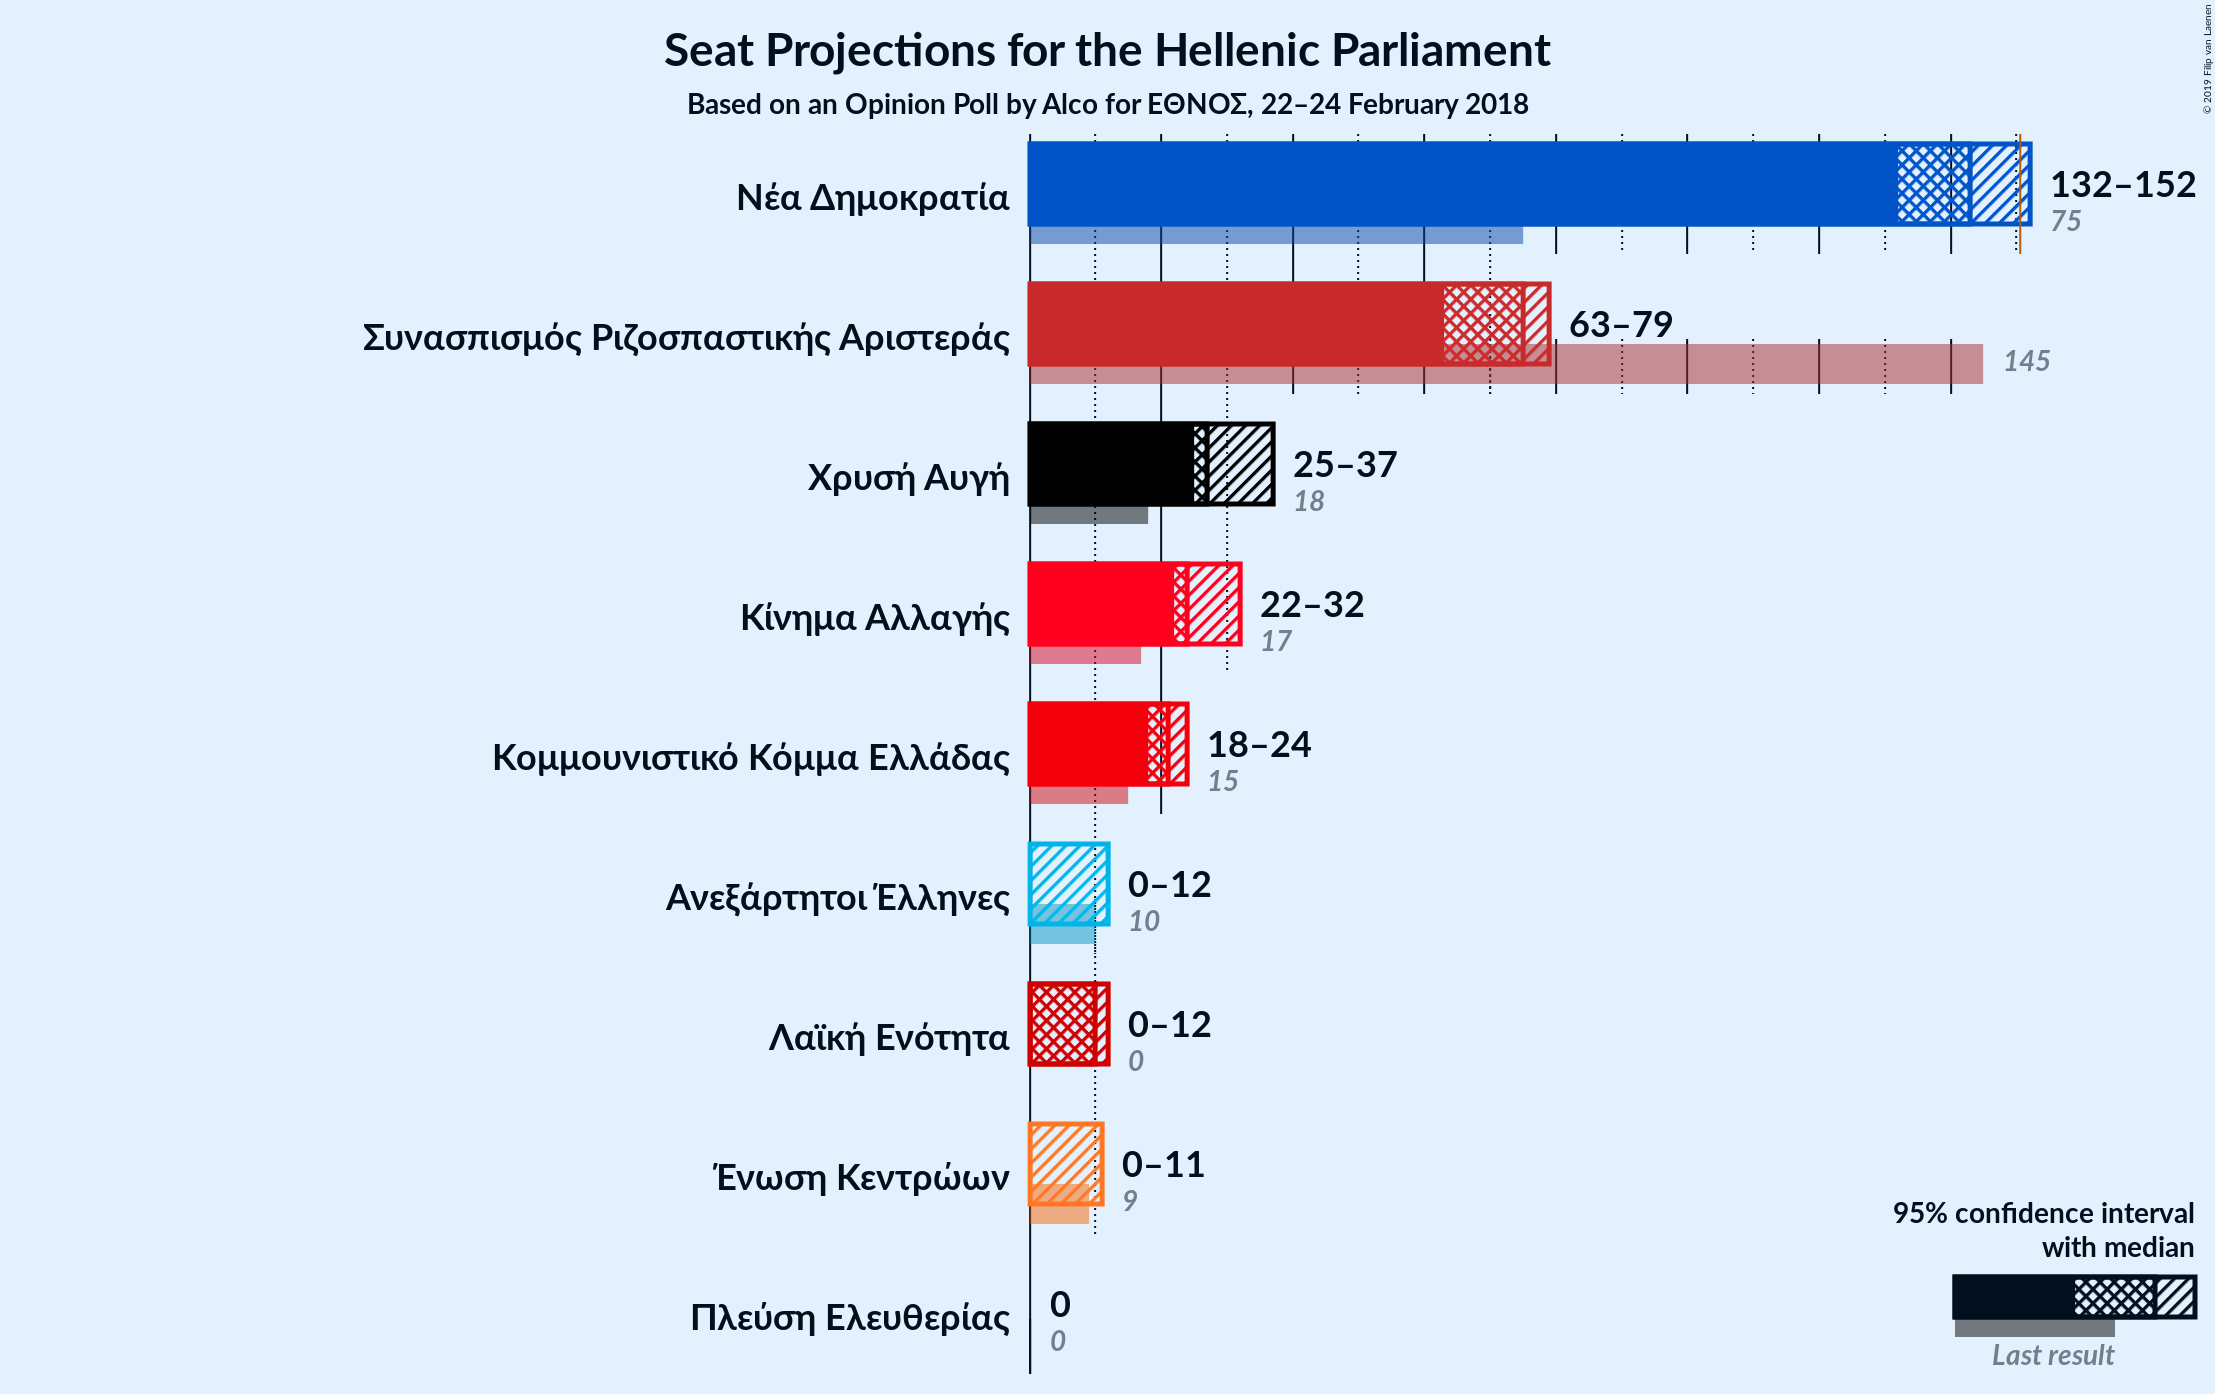 Seat Projections for the Hellenic Parliament
Based on an Opinion Poll by Alco for ΕΘΝΟΣ, 22–24 February 2018
© 2019 Filip van Laenen
Νέα Δημοκρατία
132–152
75
Συνασπισμός Ριζοσπαστικής Αριστεράς
63–79
145
Χρυσή Αυγή
25–37
18
Κίνημα Αλλαγής
22–32
17
Κομμουνιστικό Κόμμα Ελλάδας
18–24
15
Ανεξάρτητοι Έλληνες
0–12
10
Λαϊκή Ενότητα
0–12
0
Ένωση Κεντρώων
0–11
9
Πλεύση Ελευθερίας
0
0
95% confidence interval
with median
Last result